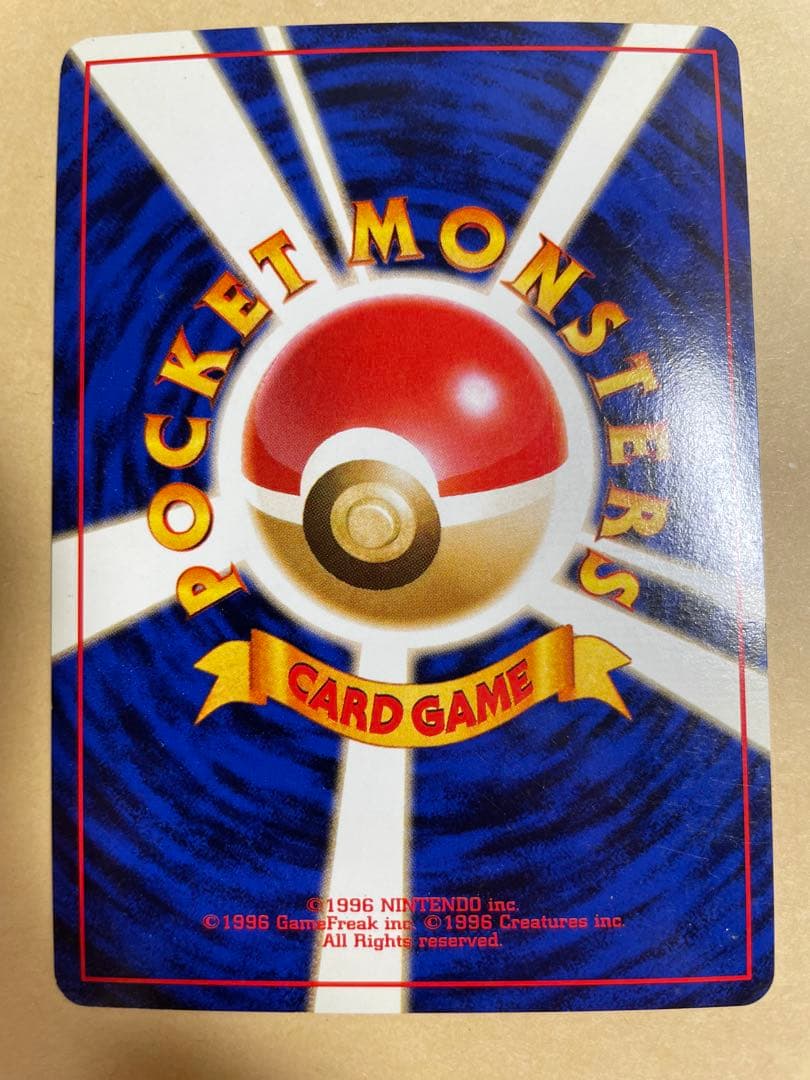 POCKET MONSTERS
CARD GAME
©1996 NINTENDO inc.
©1996 GameFreak inc. ©1996 Creatures inc.
All Rights reserved.